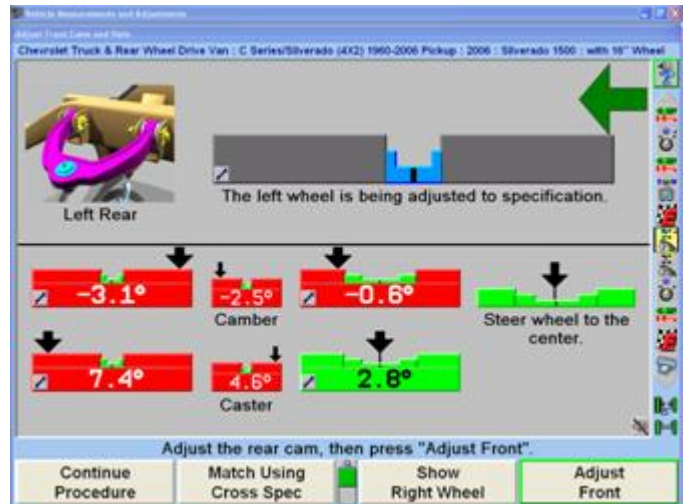 Vehicle Measurements and Adjustments
Adjust Front Cams and Slots
Chevrolet Truck & Rear Wheel Drive Van : C Series/Silverado (4X2) 1960-2006 Pickup : 2006 : Silverado 1500 : with 16" Wheel
Left Rear
The left wheel is being adjusted to specification.
-3.1°
-2.5°
-0.6°
Camber
Steer wheel to the
center.
7.4°
4.6°
2.8°
Caster
Adjust the rear cam, then press "Adjust Front".
Continue
Procedure
Match Using
Cross Spec
Show
Right Wheel
Adjust
Front